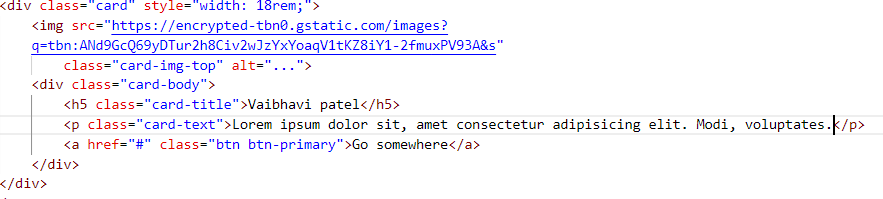 <div class="card" style="width: 18rem;">
<img src="https://encrypted-tbn0.gstatic.com/images?
q=tbn:ANd9GcQ69yDTur2h8Civ2wJzYxYoaqV1tKZ8iY1-2fmuxPV93A&s"
class="card-img-top" alt="...">
<div class="card-body">
<h5 class="card-title">Vaibhavi patel</h5>
<p class="card-text">Lorem ipsum dolor sit, amet consectetur adipisicing elit. Modi, voluptates.</p>
<a href="#" class="btn btn-primary">Go somewhere</a>
</div>
</div>